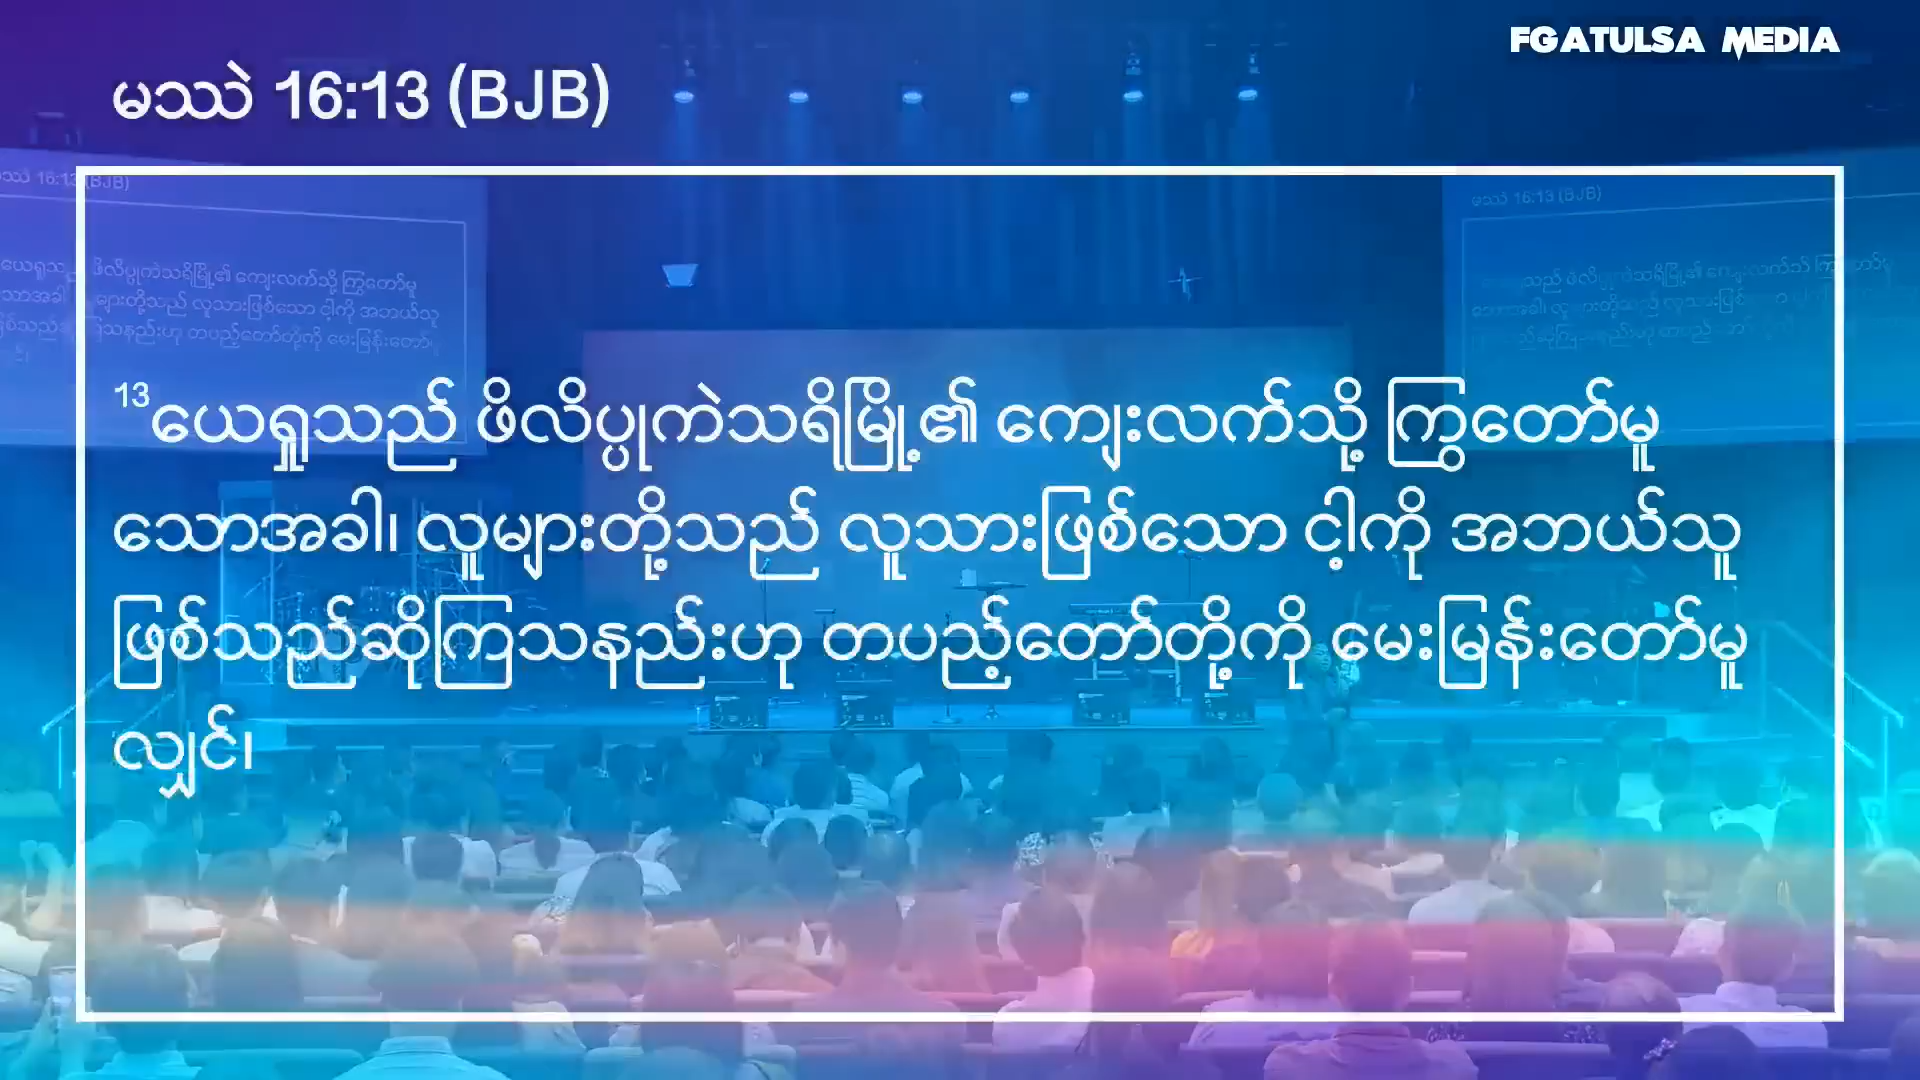 FGATULSA MEDIA
မဿဲ 16:13 (BJB)
13ယေရှုသည် ဖိလိပ္ပုကဲသရိမြို့၏ ကျေးလက်သို့ ကြွတော်မူ
သောအခါ၊ လူများတို့သည် လူသားဖြစ်သော ငါ့ကို အဘယ်သူ
ဖြစ်သည်ဆိုကြသနည်းဟု တပည့်တော်တို့ကို မေးမြန်းတော်မူ
လျှင်၊